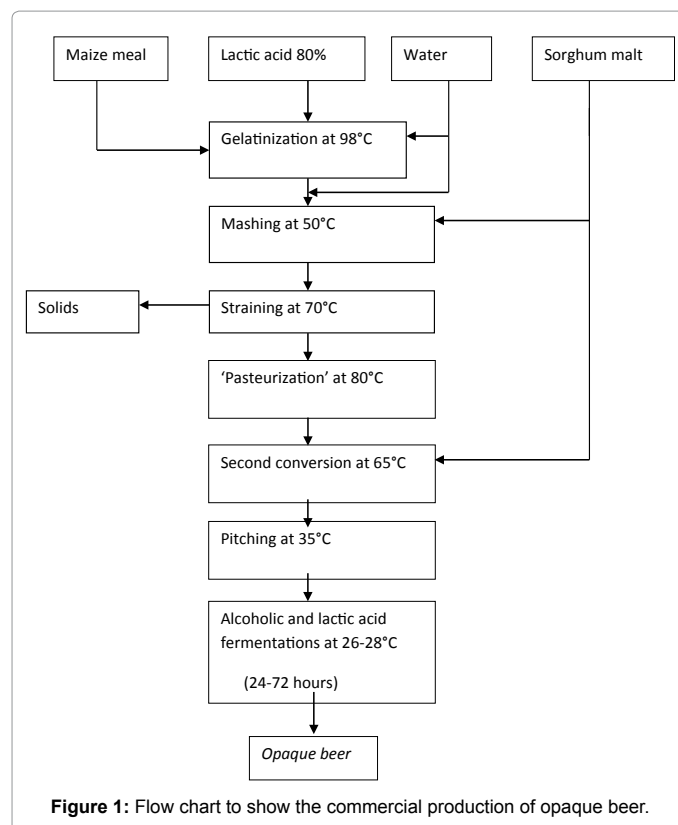 Maize meal
Lactic acid 80%
Water
Sorghum malt
Gelatinization at 98°C
Mashing at 50°C
Solids
Straining at 70°C
‘Pasteurization’ at 80°C
Second conversion at 65°C
Pitching at 35°C
Alcoholic and lactic acid
fermentations at 26-28°C
(24-72 hours)
Opaque beer
Figure 1: Flow chart to show the commercial production of opaque beer.